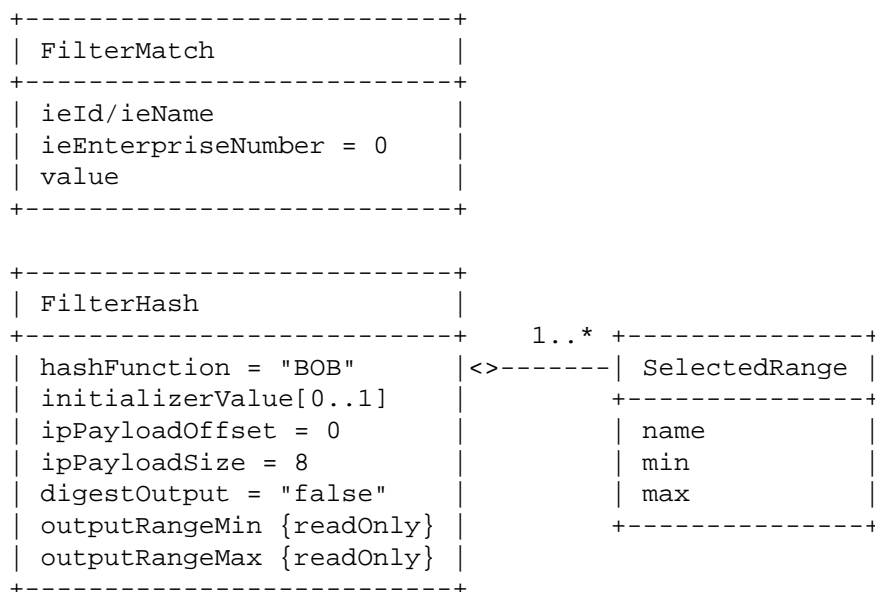 +---------------------------+
| FilterMatch               |
+---------------------------+
| ieId/ieName               |
| ieEnterpriseNumber = 0    |
| value                     |
+---------------------------+

+---------------------------+
| FilterHash                |
+---------------------------+    1..* +---------------+
| hashFunction = "BOB"      |<>-------| SelectedRange |
| initializerValue[0..1]    |         +---------------+
| ipPayloadOffset = 0       |         | name          |
| ipPayloadSize = 8         |         | min           |
| digestOutput = "false"    |         | max           |
| outputRangeMin {readOnly} |         +---------------+
| outputRangeMax {readOnly} |
+---------------------------+